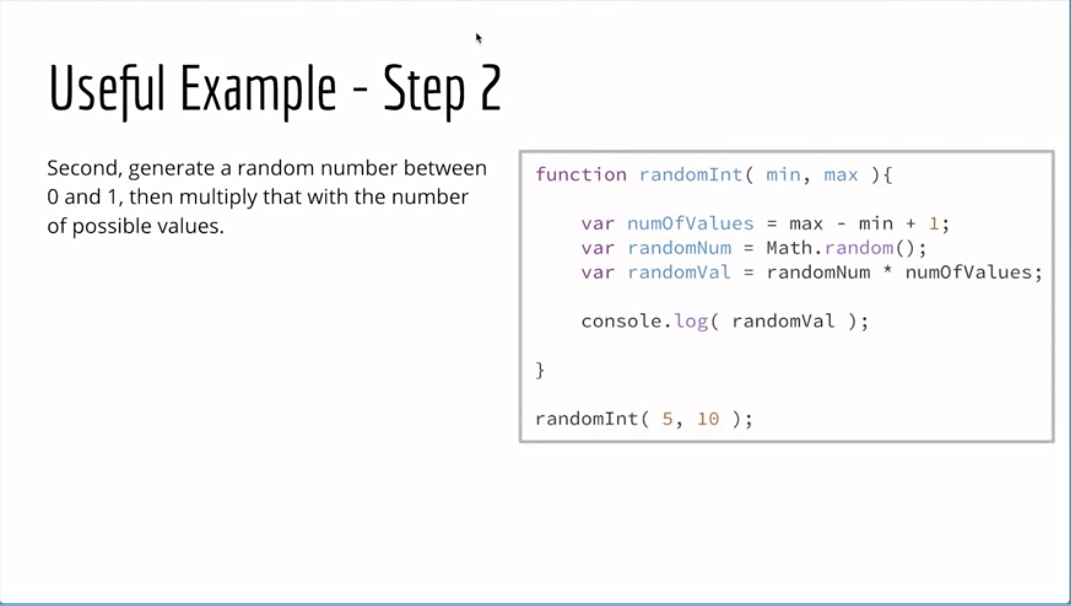 Useful Example - Step 2
Second, generate a random number between
0 and 1, then multiply that with the number
of possible values.
function randomInt( min, max ){
var numOfValues = max - min + 1;
var randomNum = Math.random();
var randomVal = randomNum * numOfValues;
console.log( randomVal );
}
randomInt( 5, 10 );